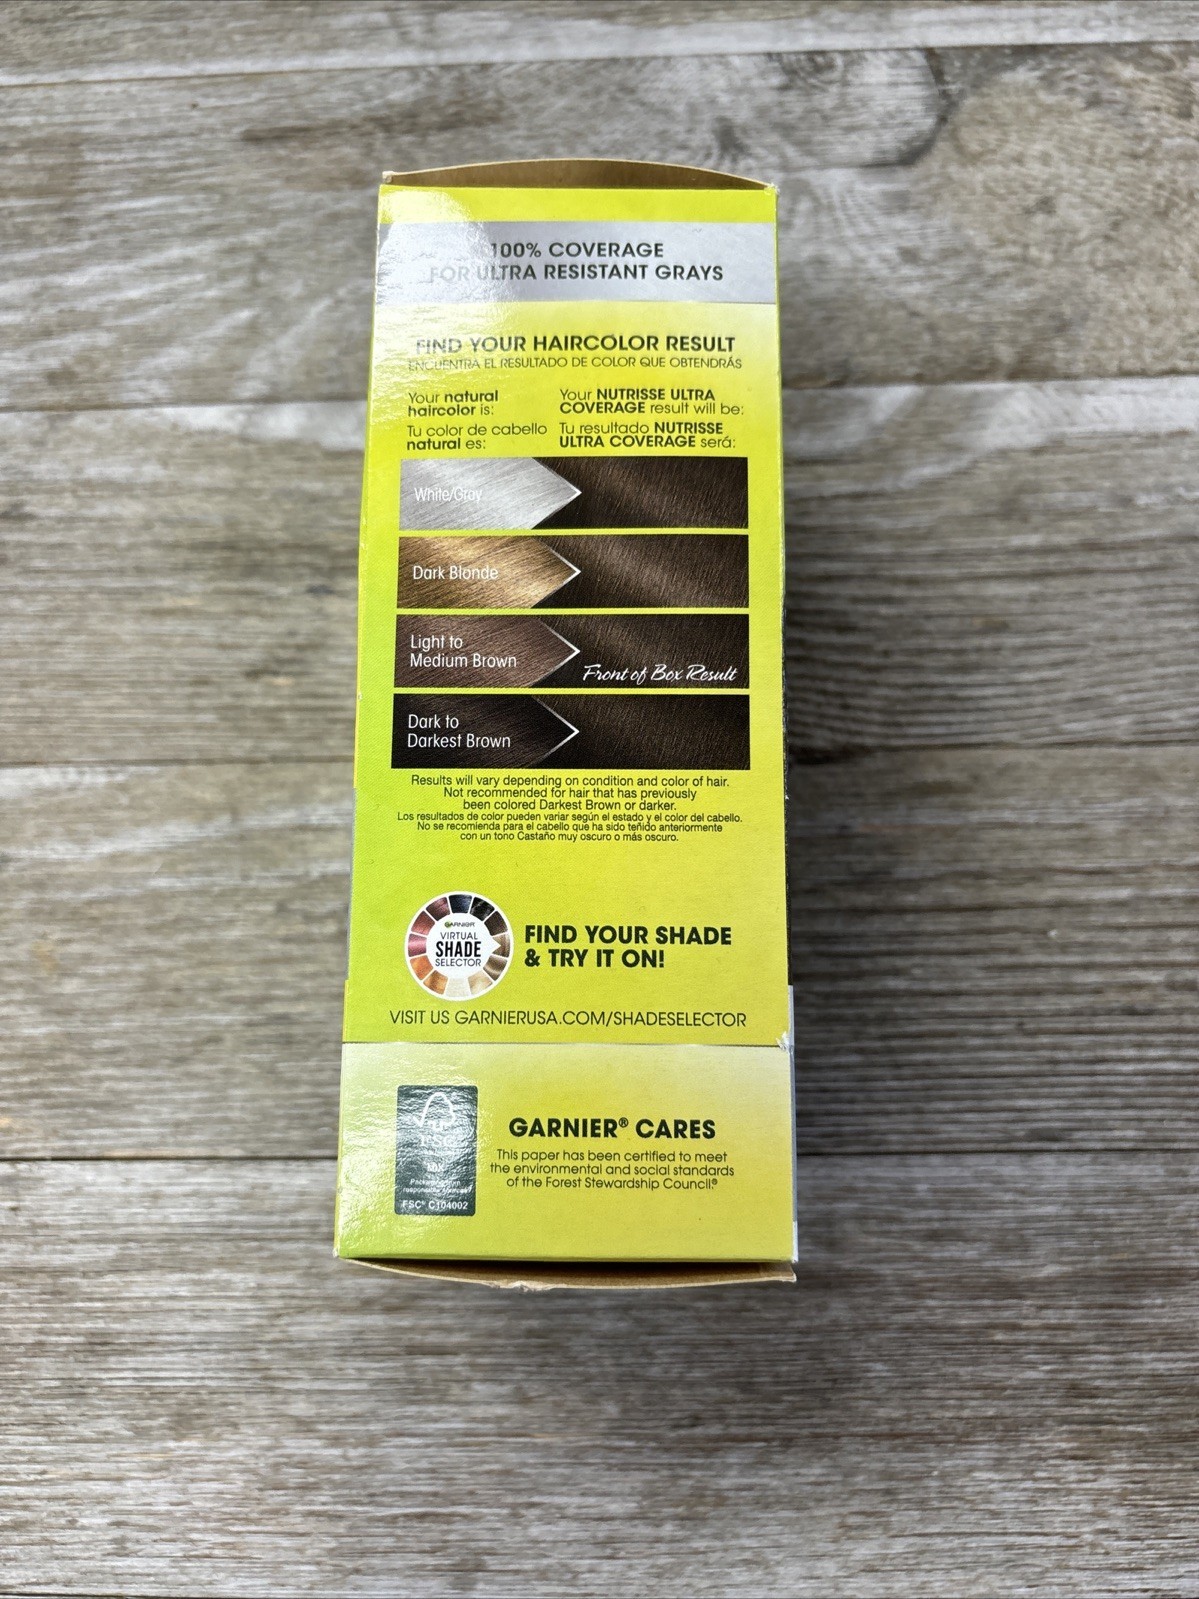 100% COVERAGE
FOR ULTRA RESISTANT GRAYS
FIND YOUR HAIRCOLOR RESULT
ENCUENTRA EL RESULTADO DE COLOR QUE OBTENDRÁS
Your natural
haircolor is:
Your NUTRISSE ULTRA
COVERAGE result will be:
Tu color de cabello
natural es:
Tu resultado NUTRISSE
ULTRA COVERAGE será:
White/Gray
Dark Blonde
Light to
Medium Brown
Front of Box Result
Dark to
Darkest Brown
Results will vary depending on condition and color of hair.
Not recommended for hair that has previously
been colored Darkest Brown or darker.
Los resultados de color pueden variar según el estado y el color del cabello.
No se recomienda para el cabello que ha sido teñido anteriormente
con un tono Castaño muy oscuro o más oscuro.
GARNIER
VIRTUAL
SHADE
SELECTOR
FIND YOUR SHADE
& TRY IT ON!
VISIT US GARNIERUSA.COM/SHADESELECTOR
FSC
MIX
FSC® C104002
GARNIER® CARES
This paper has been certified to meet
the environmental and social standards
of the Forest Stewardship Council.®